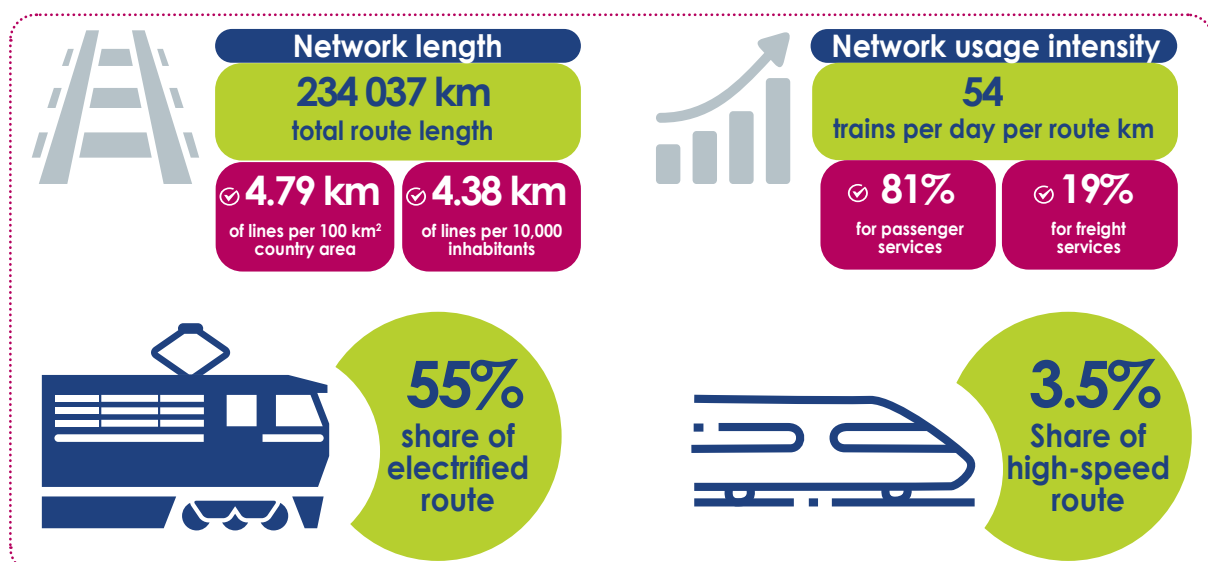 Network length
234 037 km
total route length
4.79 km
of lines per 100 km²
country area
4.38 km
of lines per 10,000
inhabitants
Network usage intensity
54
trains per day per route km
81%
for passenger
services
19%
for freight
services
55%
share of
electrified
route
3.5%
Share of
high-speed
route